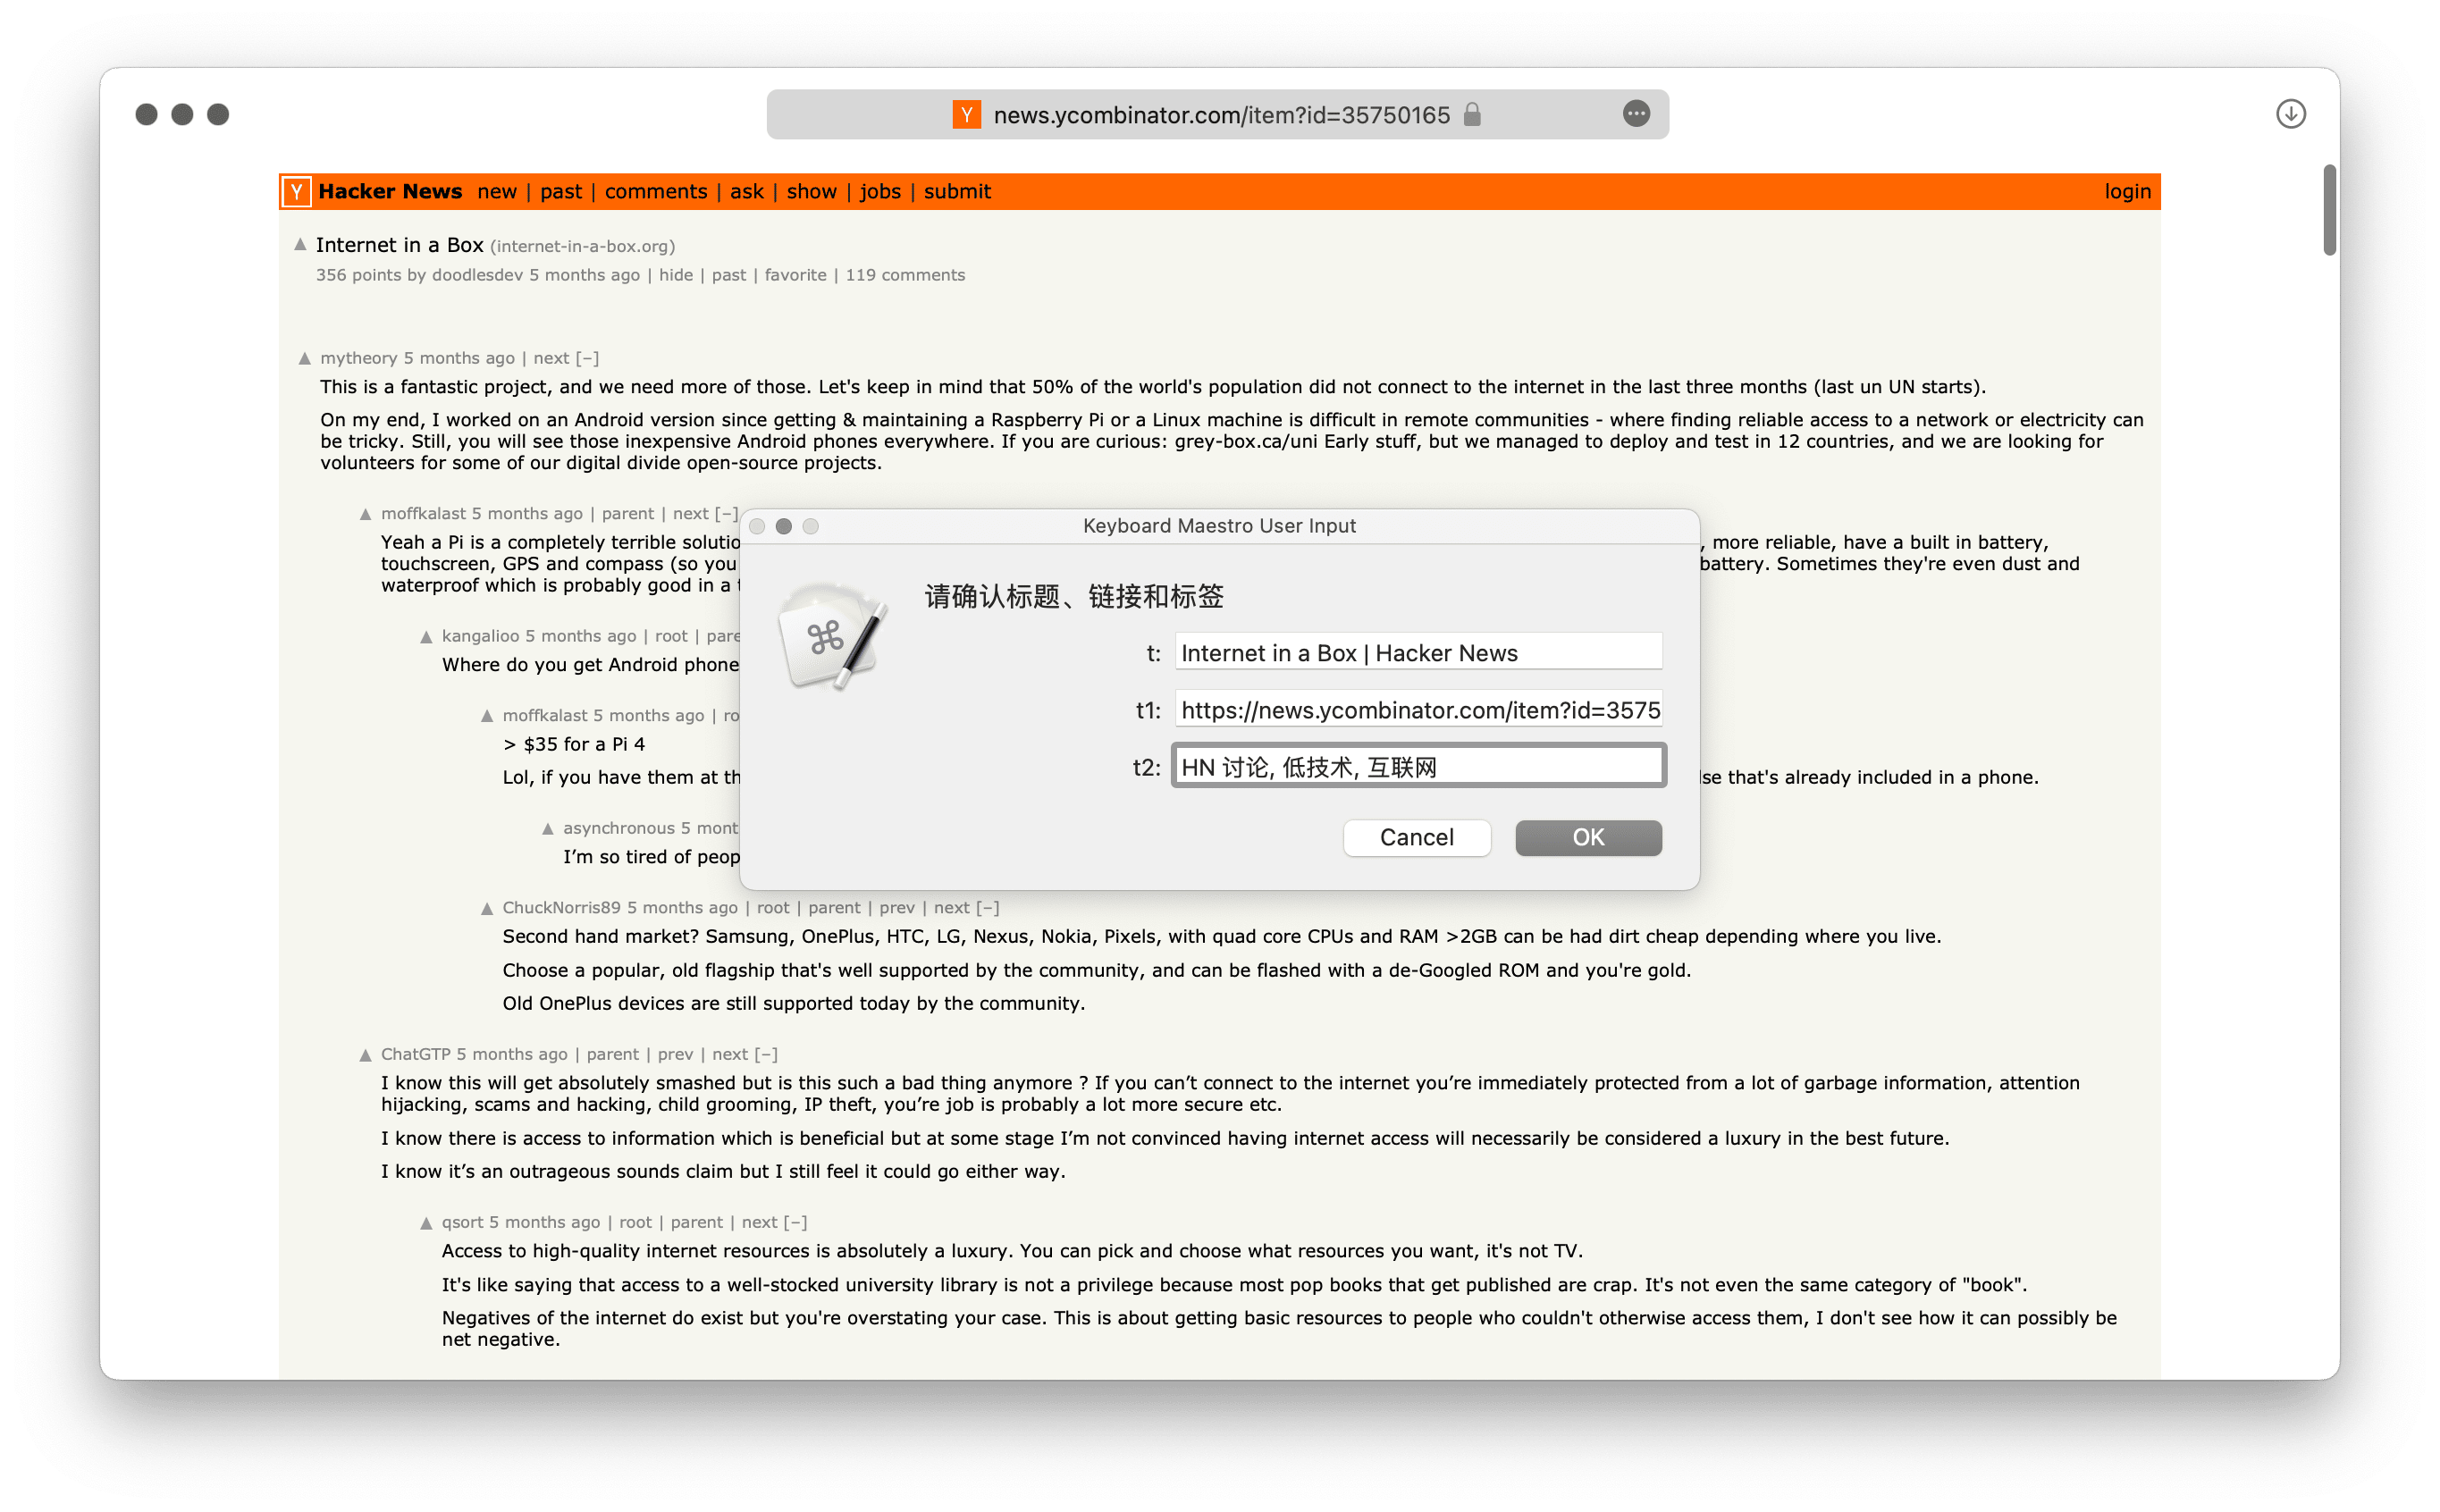 Y news.ycombinator.com/item?id=35750165
Y Hacker News new | past | comments | ask | show | jobs | submit login
Internet in a Box (internet-in-a-box.org)
356 points by doodlesdev 5 months ago | hide | past | favorite | 119 comments
mytheory 5 months ago | next [–]
This is a fantastic project, and we need more of those. Let's keep in mind that 50% of the world's population did not connect to the internet in the last three months (last un UN starts).
On my end, I worked on an Android version since getting & maintaining a Raspberry Pi or a Linux machine is difficult in remote communities - where finding reliable access to a network or electricity can
be tricky. Still, you will see those inexpensive Android phones everywhere. If you are curious: grey-box.ca/uni Early stuff, but we managed to deploy and test in 12 countries, and we are looking for
volunteers for some of our digital divide open-source projects.
moffkalast 5 months ago | parent | next [–]
Yeah a Pi is a completely terrible solutio , more reliable, have a built in battery,
touchscreen, GPS and compass (so you battery. Sometimes they're even dust and
waterproof which is probably good in a t
kangalioo 5 months ago | root | pare
Where do you get Android phone
moffkalast 5 months ago | ro
> $35 for a Pi 4
Lol, if you have them at th lse that's already included in a phone.
asynchronous 5 mont
I’m so tired of peop
Keyboard Maestro User Input
请确认标题、链接和标签
t: Internet in a Box | Hacker News
t1: https://news.ycombinator.com/item?id=3575
t2: HN 讨论, 低技术, 互联网
Cancel OK
ChuckNorris89 5 months ago | root | parent | prev | next [–]
Second hand market? Samsung, OnePlus, HTC, LG, Nexus, Nokia, Pixels, with quad core CPUs and RAM >2GB can be had dirt cheap depending where you live.
Choose a popular, old flagship that's well supported by the community, and can be flashed with a de-Googled ROM and you're gold.
Old OnePlus devices are still supported today by the community.
ChatGTP 5 months ago | parent | prev | next [–]
I know this will get absolutely smashed but is this such a bad thing anymore ? If you can’t connect to the internet you’re immediately protected from a lot of garbage information, attention
hijacking, scams and hacking, child grooming, IP theft, you’re job is probably a lot more secure etc.
I know there is access to information which is beneficial but at some stage I’m not convinced having internet access will necessarily be considered a luxury in the best future.
I know it’s an outrageous sounds claim but I still feel it could go either way.
qsort 5 months ago | root | parent | next [–]
Access to high-quality internet resources is absolutely a luxury. You can pick and choose what resources you want, it's not TV.
It's like saying that access to a well-stocked university library is not a privilege because most pop books that get published are crap. It's not even the same category of "book".
Negatives of the internet do exist but you're overstating your case. This is about getting basic resources to people who couldn't otherwise access them, I don't see how it can possibly be
net negative.